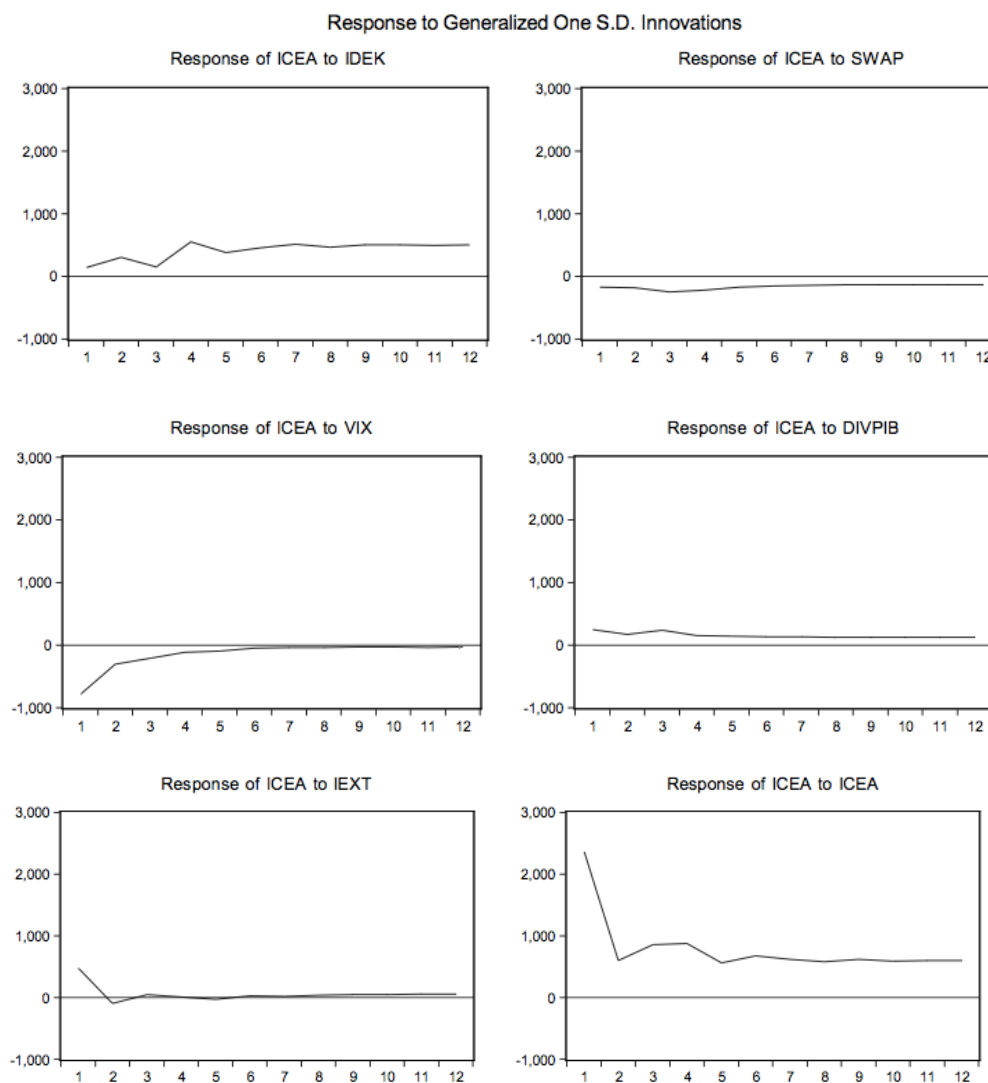 Response to Generalized One S.D. Innovations
Response of ICEA to IDEK
3,000
2,000
1,000
0
-1,000
1 2 3 4 5 6 7 8 9 10 11 12
Response of ICEA to SWAP
3,000
2,000
1,000
0
-1,000
1 2 3 4 5 6 7 8 9 10 11 12
Response of ICEA to VIX
3,000
2,000
1,000
0
-1,000
1 2 3 4 5 6 7 8 9 10 11 12
Response of ICEA to DIVPIB
3,000
2,000
1,000
0
-1,000
1 2 3 4 5 6 7 8 9 10 11 12
Response of ICEA to IEXT
3,000
2,000
1,000
0
-1,000
1 2 3 4 5 6 7 8 9 10 11 12
Response of ICEA to ICEA
3,000
2,000
1,000
0
-1,000
1 2 3 4 5 6 7 8 9 10 11 12